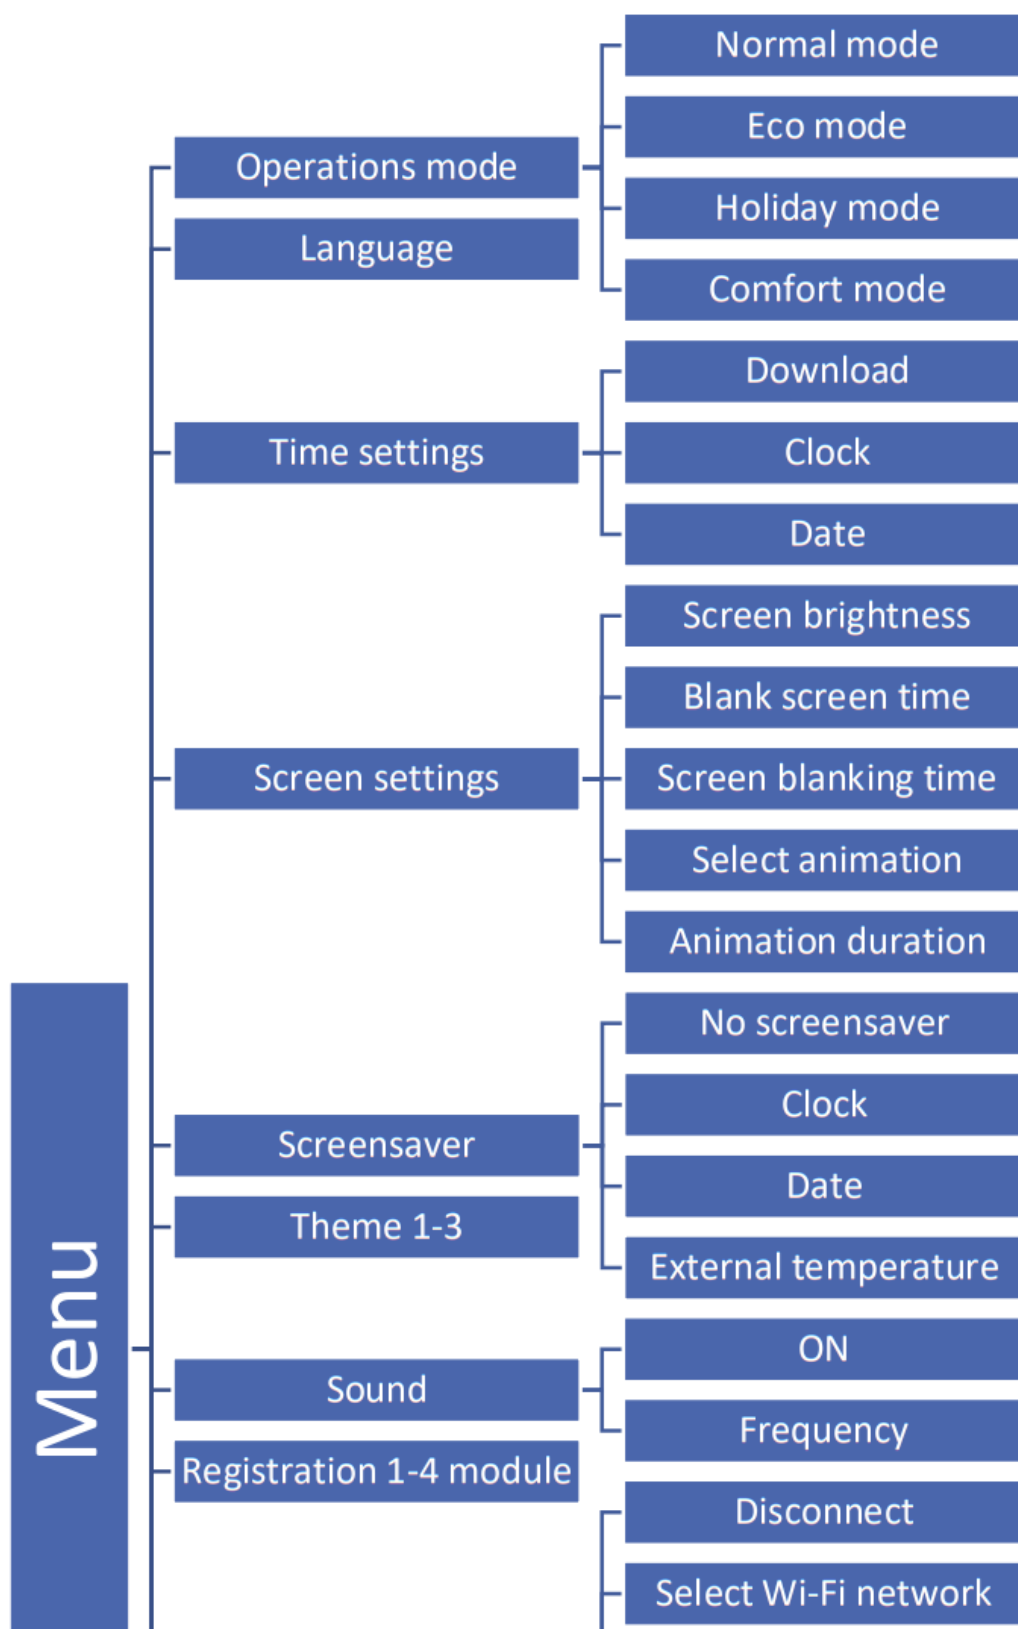 Menu
Operations mode
Normal mode
Eco mode
Holiday mode
Comfort mode
Language
Time settings
Download
Clock
Date
Screen settings
Screen brightness
Blank screen time
Screen blanking time
Select animation
Animation duration
Screensaver
No screensaver
Clock
Date
External temperature
Theme 1-3
Sound
ON
Frequency
Registration 1-4 module
Disconnect
Select Wi-Fi network